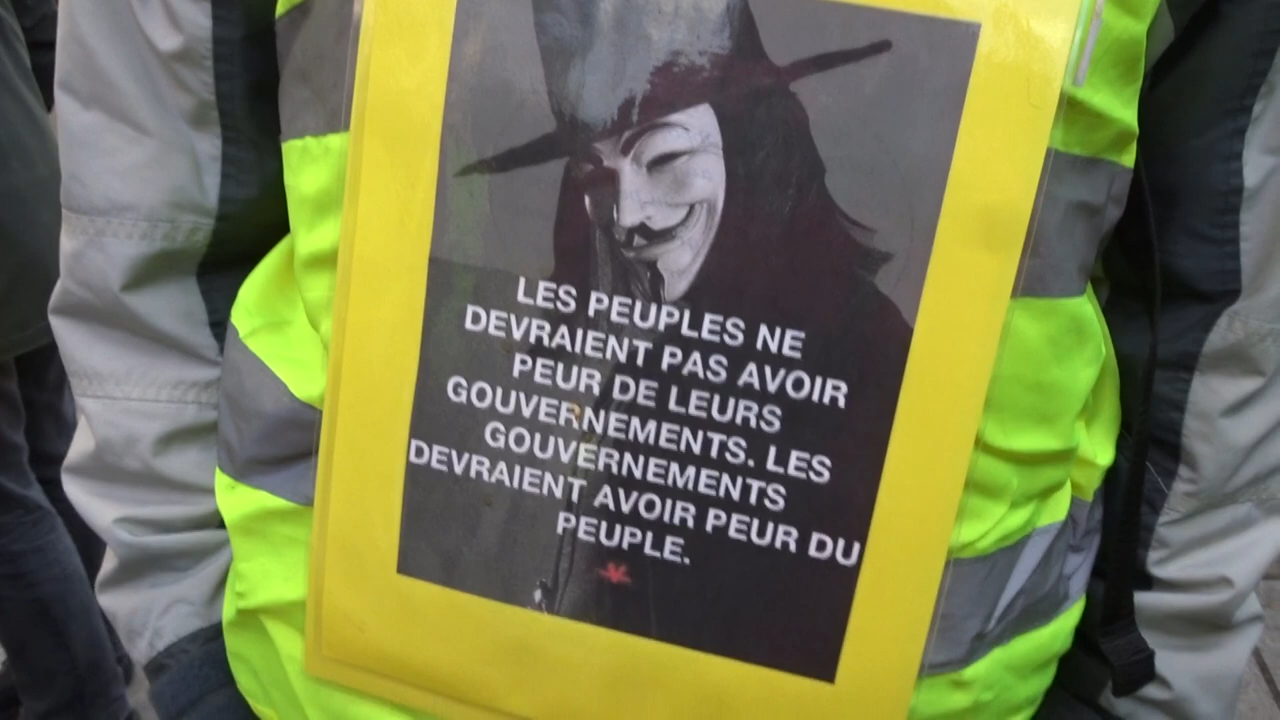 LES PEUPLES NE
DEVRAIENT PAS AVOIR
PEUR DE LEURS
GOUVERNEMENTS. LES
GOUVERNEMENTS
DEVRAIENT AVOIR PEUR DU
PEUPLE.